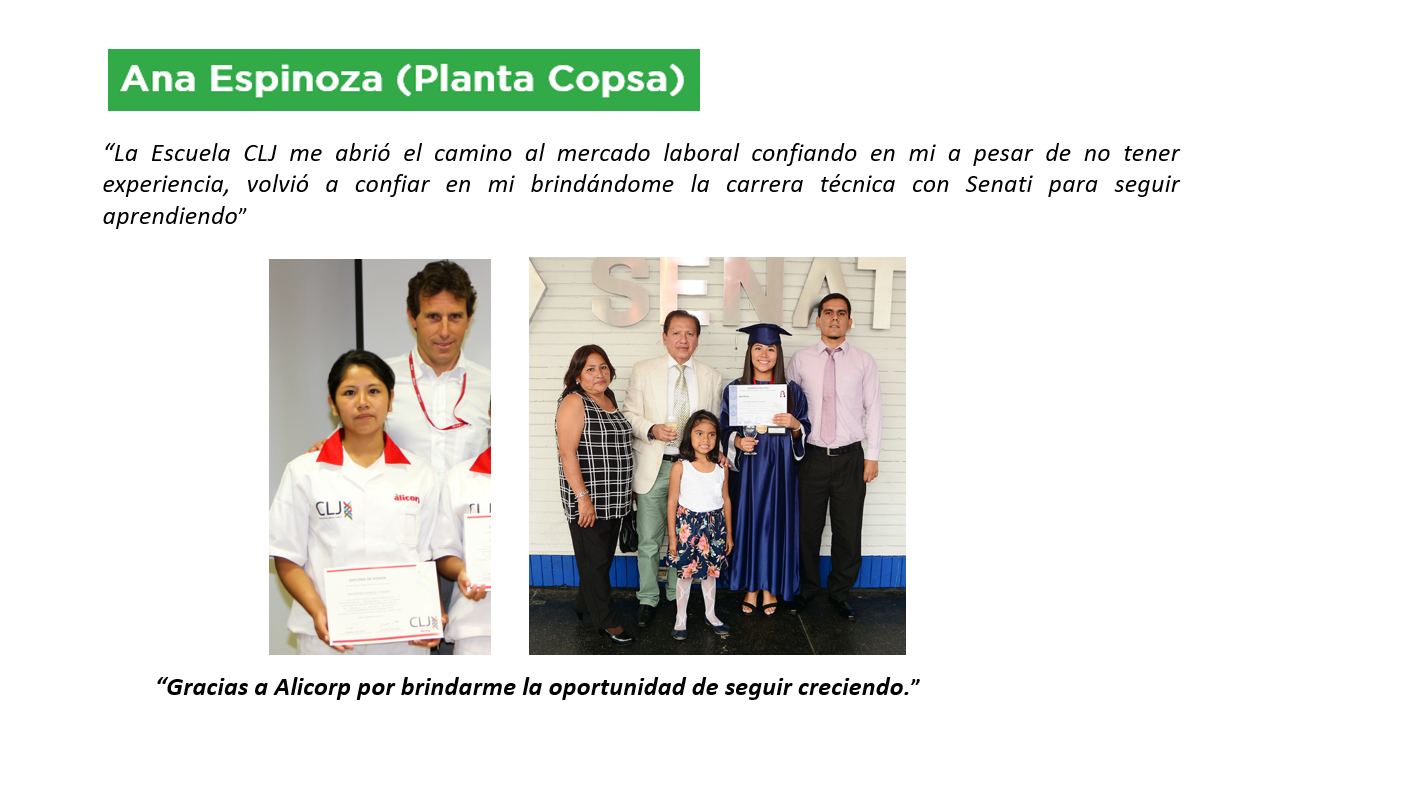 Ana Espinoza (Planta Copsa)
“La Escuela CLJ me abrió el camino al mercado laboral confiando en mi a pesar de no tener
experiencia, volvió a confiar en mi brindándome la carrera técnica con Senati para seguir
aprendiendo”
SENAT
CLJ
alicorp
CLJ
“Gracias a Alicorp por brindarme la oportunidad de seguir creciendo.”